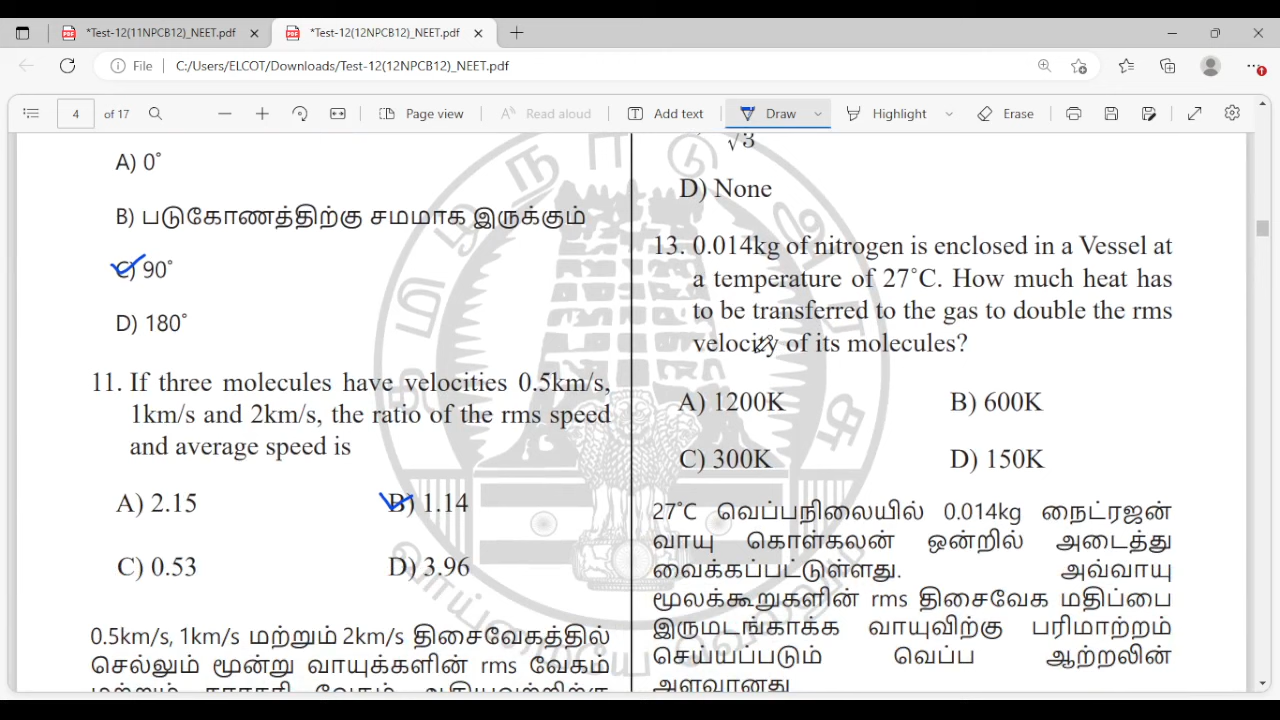 *Test-12(11NPCB12)_NEET.pdf
*Test-12(12NPCB12)_NEET.pdf
File
C:/Users/ELCOT/Downloads/Test-12(12NPCB12)_NEET.pdf
4
of 17
Page view
Read aloud
Add text
Draw
Highlight
Erase
A) 0°
B) படுகோணத்திற்கு சமமாக இருக்கும்
C) 90°
D) 180°
11. If three molecules have velocities 0.5km/s,
1km/s and 2km/s, the ratio of the rms speed
and average speed is
A) 2.15
B) 1.14
C) 0.53
D) 3.96
0.5km/s, 1km/s மற்றும் 2km/s திசைவேகத்தில்
செல்லும் மூன்று வாயுக்களின் rms வேகம்
√3
D) None
13. 0.014kg of nitrogen is enclosed in a Vessel at
a temperature of 27°C. How much heat has
to be transferred to the gas to double the rms
velocity of its molecules?
A) 1200K
B) 600K
C) 300K
D) 150K
27°C வெப்பநிலையில் 0.014kg நைட்ரஜன்
வாயு கொள்கலன் ஒன்றில் அடைத்து
வைக்கப்பட்டுள்ளது. அவ்வாயு
மூலக்கூறுகளின் rms திசைவேக மதிப்பை
இருமடங்காக்க வாயுவிற்கு பரிமாற்றம்
செய்யப்படும் வெப்ப ஆற்றலின்
அளவானது